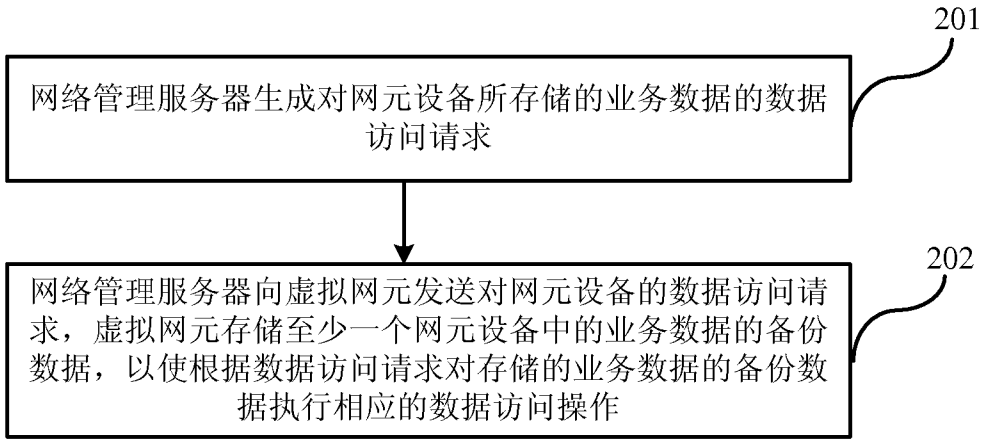 201
网络管理服务器生成对网元设备所存储的业务数据的数据
访问请求
202
网络管理服务器向虚拟网元发送对网元设备的数据访问请
求，虚拟网元存储至少一个网元设备中的业务数据的备份
数据，以使根据数据访问请求对存储的业务数据的备份数
据执行相应的数据访问操作